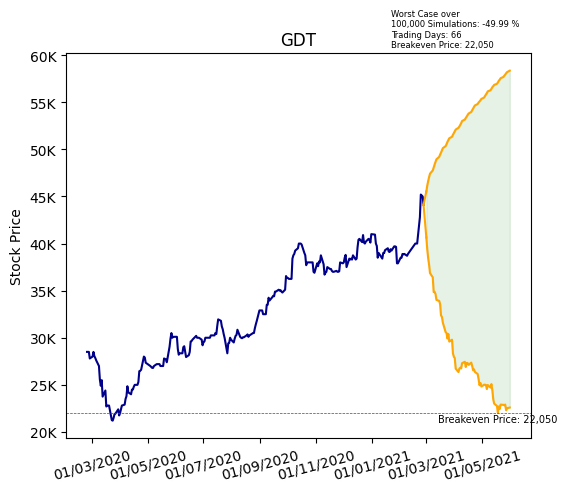 Worst Case over
100,000 Simulations: -49.99 %
Trading Days: 66
Breakeven Price: 22,050
GDT
60K
55K
50K
45K
40K
35K
30K
25K
20K
Stock Price
Breakeven Price: 22,050
01/03/2020
01/05/2020
01/07/2020
01/09/2020
01/11/2020
01/01/2021
01/03/2021
01/05/2021